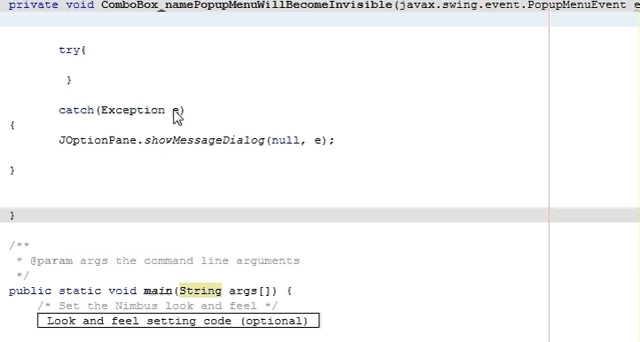 private void ComboBox_namePopupMenuWillBecomeInvisible(javax.swing.event.PopupMenuEvent e
try{
}
catch(Exception e)
{
JOptionPane.showMessageDialog(null, e);
}
}
/**
* @param args the command line arguments
*/
public static void main(String args[]) {
/* Set the Nimbus look and feel */
Look and feel setting code (optional)